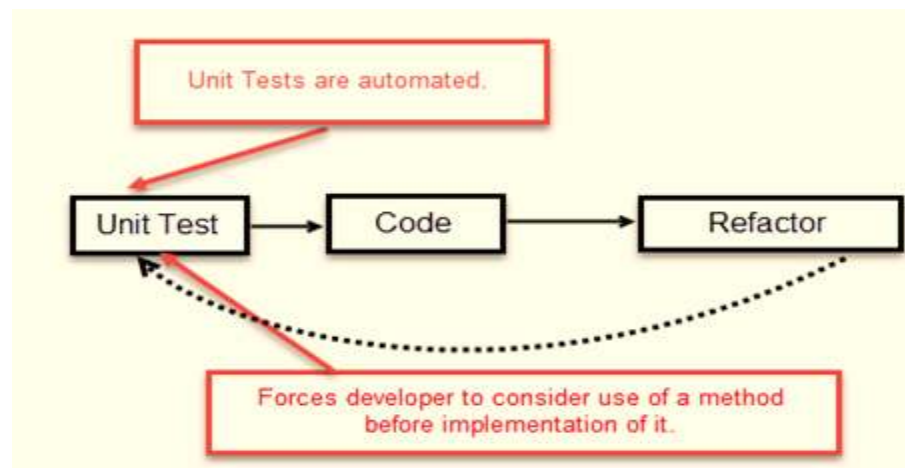 Unit Tests are automated.
Unit Test
Code
Refactor
Forces developer to consider use of a method
before implementation of it.